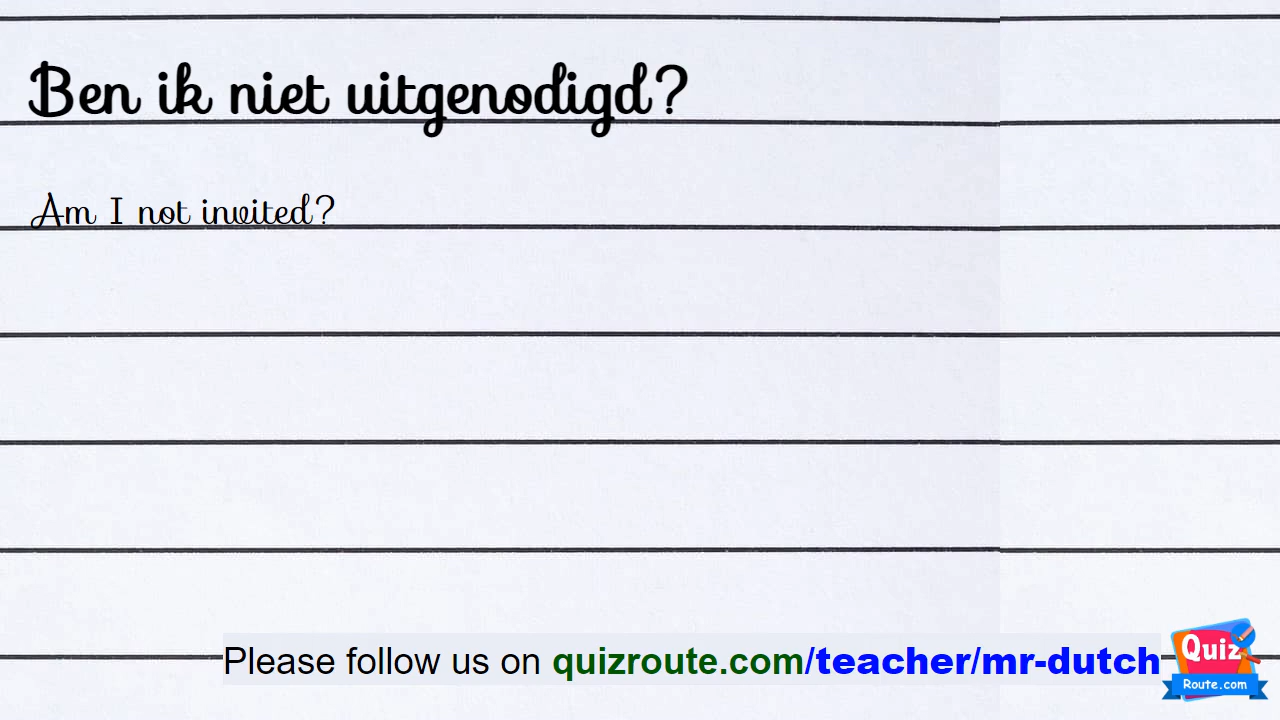 Ben ik niet uitgenodigd?
Am I not invited?
Please follow us on quizroute.com/teacher/mr-dutch
Quiz
Route.com